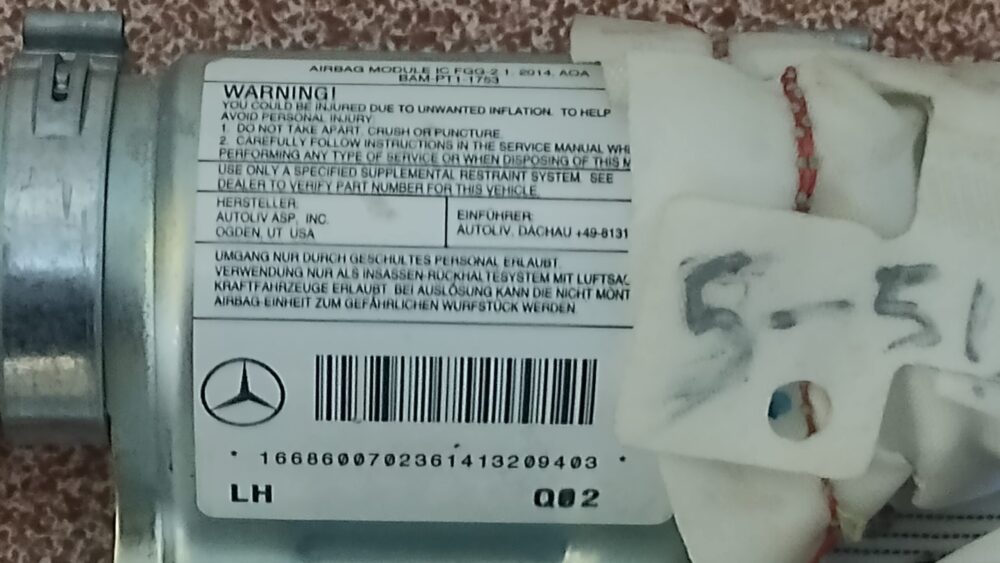 AIRBAG MODULE IC FGG-2 1. 2014. AOA
BAM-PT1-1753
WARNING!
YOU COULD BE INJURED DUE TO UNWANTED INFLATION. TO HELP
AVOID PERSONAL INJURY:
1. DO NOT TAKE APART, CRUSH OR PUNCTURE.
2. CAREFULLY FOLLOW INSTRUCTIONS IN THE SERVICE MANUAL WHE
PERFORMING ANY TYPE OF SERVICE OR WHEN DISPOSING OF THIS M
USE ONLY A SPECIFIED SUPPLEMENTAL RESTRAINT SYSTEM. SEE
DEALER TO VERIFY PART NUMBER FOR THIS VEHICLE.
HERSTELLER:
AUTOLIV ASP, INC.
OGDEN, UT USA
EINFÜHRER:
AUTOLIV, DACHAU +49-8131
UMGANG NUR DURCH GESCHULTES PERSONAL ERLAUBT.
VERWENDUNG NUR ALS INSASSEN-RÜCKHALTESYSTEM MIT LUFTSAC
KRAFTFAHRZEUGE ERLAUBT. BEI AUSLÖSUNG KANN DIE NICHT MONT
AIRBAG-EINHEIT ZUM GEFÄHRLICHEN WURFSTÜCK WERDEN.
* 1668600702361413209403 *
LH
Q02
5-51